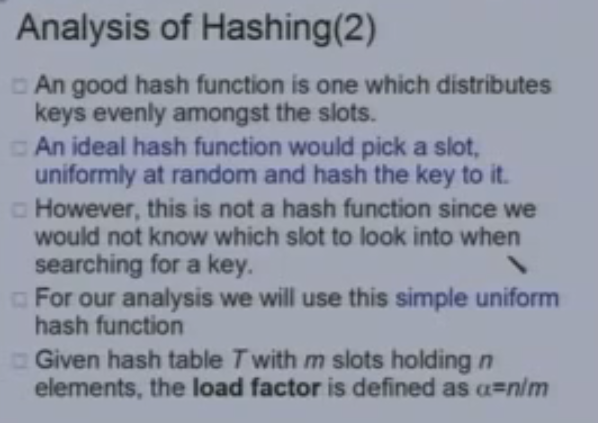 Analysis of Hashing(2)
An good hash function is one which distributes
keys evenly amongst the slots.
An ideal hash function would pick a slot,
uniformly at random and hash the key to it.
However, this is not a hash function since we
would not know which slot to look into when
searching for a key.
For our analysis we will use this simple uniform
hash function
Given hash table T with m slots holding n
elements, the load factor is defined as α=n/m